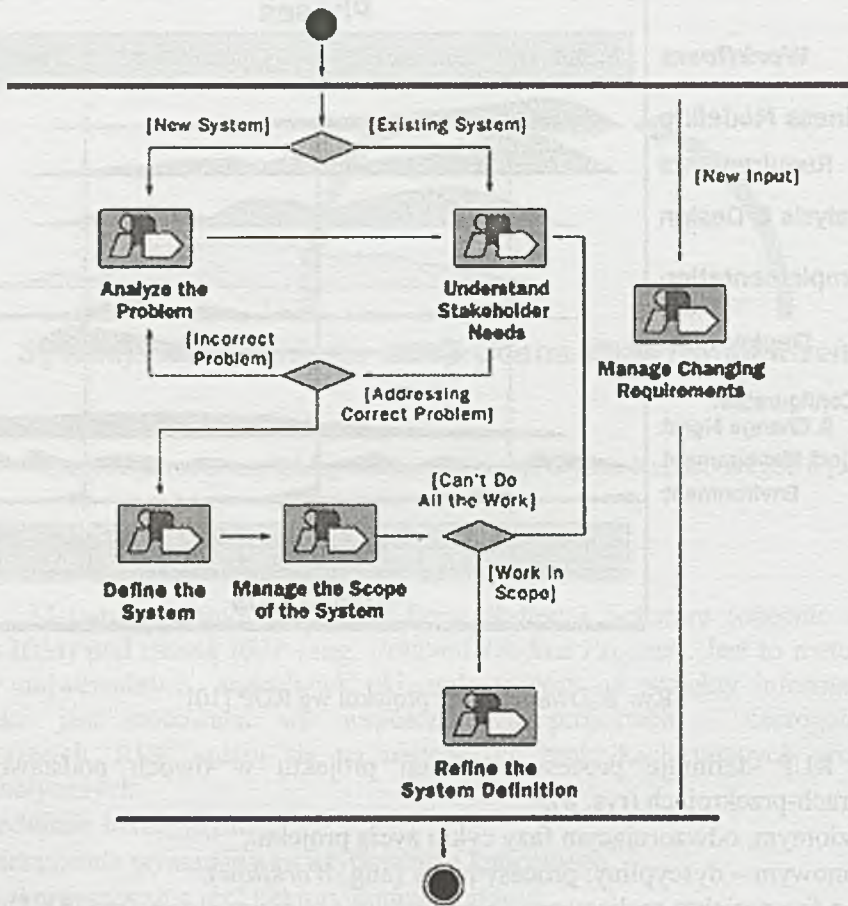 [New System]
[Existing System]
[New Input]
Analyze the
Problem
Understand
Stakeholder
Needs
[Incorrect
Problem]
[Addressing
Correct Problem]
Manage Changing
Requirements
[Can't Do
All the Work]
Define the
System
Manage the Scope
of the System
[Work in
Scope]
Refine the
System Definition